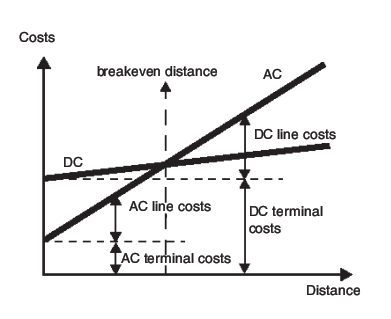 Costs
breakeven distance
AC
DC line costs
DC
AC line costs
DC terminal
costs
AC terminal costs
Distance